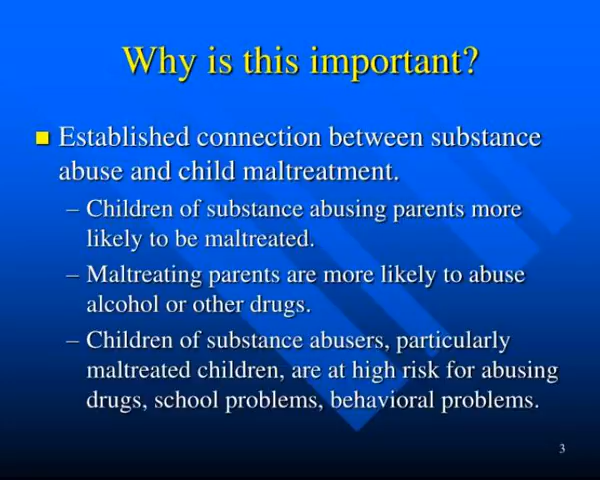 Why is this important?
Established connection between substance
abuse and child maltreatment.
– Children of substance abusing parents more
likely to be maltreated.
– Maltreating parents are more likely to abuse
alcohol or other drugs.
– Children of substance abusers, particularly
maltreated children, are at high risk for abusing
drugs, school problems, behavioral problems.
3